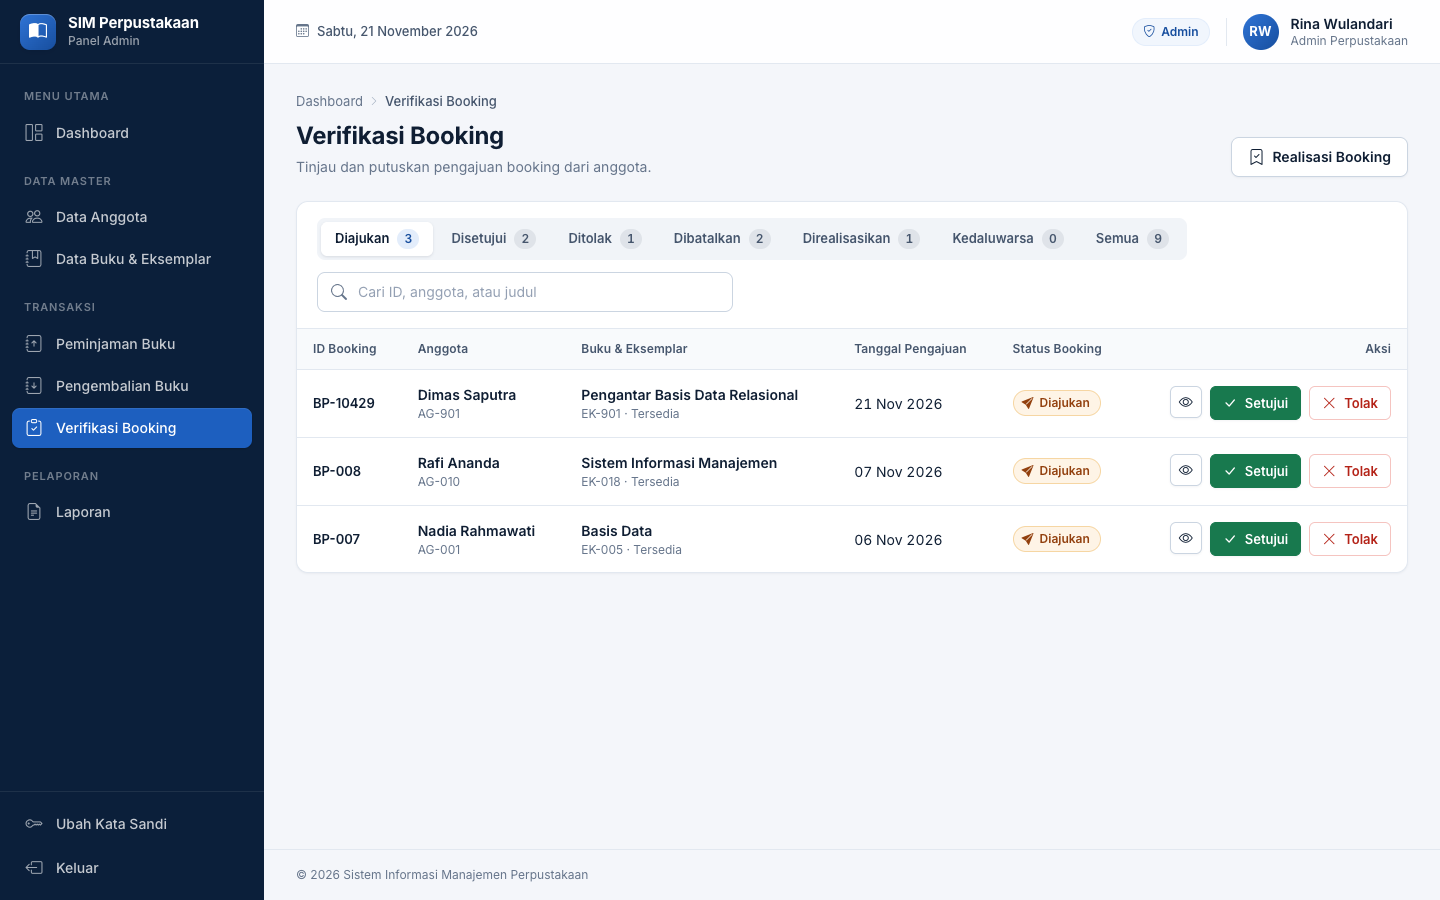 SIM Perpustakaan
Panel Admin
MENU UTAMA
Dashboard
DATA MASTER
Data Anggota
Data Buku & Eksemplar
TRANSAKSI
Peminjaman Buku
Pengembalian Buku
Verifikasi Booking
PELAPORAN
Laporan
Ubah Kata Sandi
Keluar
Sabtu, 21 November 2026
Admin
RW
Rina Wulandari
Admin Perpustakaan
Dashboard Verifikasi Booking
Verifikasi Booking
Tinjau dan putuskan pengajuan booking dari anggota.
Realisasi Booking
Diajukan 3 Disetujui 2 Ditolak 1 Dibatalkan 2 Direalisasikan 1 Kedaluwarsa 0 Semua 9
Cari ID, anggota, atau judul
ID Booking Anggota Buku & Eksemplar Tanggal Pengajuan Status Booking Aksi
BP-10429 Dimas Saputra Pengantar Basis Data Relasional 21 Nov 2026 Diajukan Setujui Tolak
AG-901 EK-901 · Tersedia
BP-008 Rafi Ananda Sistem Informasi Manajemen 07 Nov 2026 Diajukan Setujui Tolak
AG-010 EK-018 · Tersedia
BP-007 Nadia Rahmawati Basis Data 06 Nov 2026 Diajukan Setujui Tolak
AG-001 EK-005 · Tersedia
© 2026 Sistem Informasi Manajemen Perpustakaan